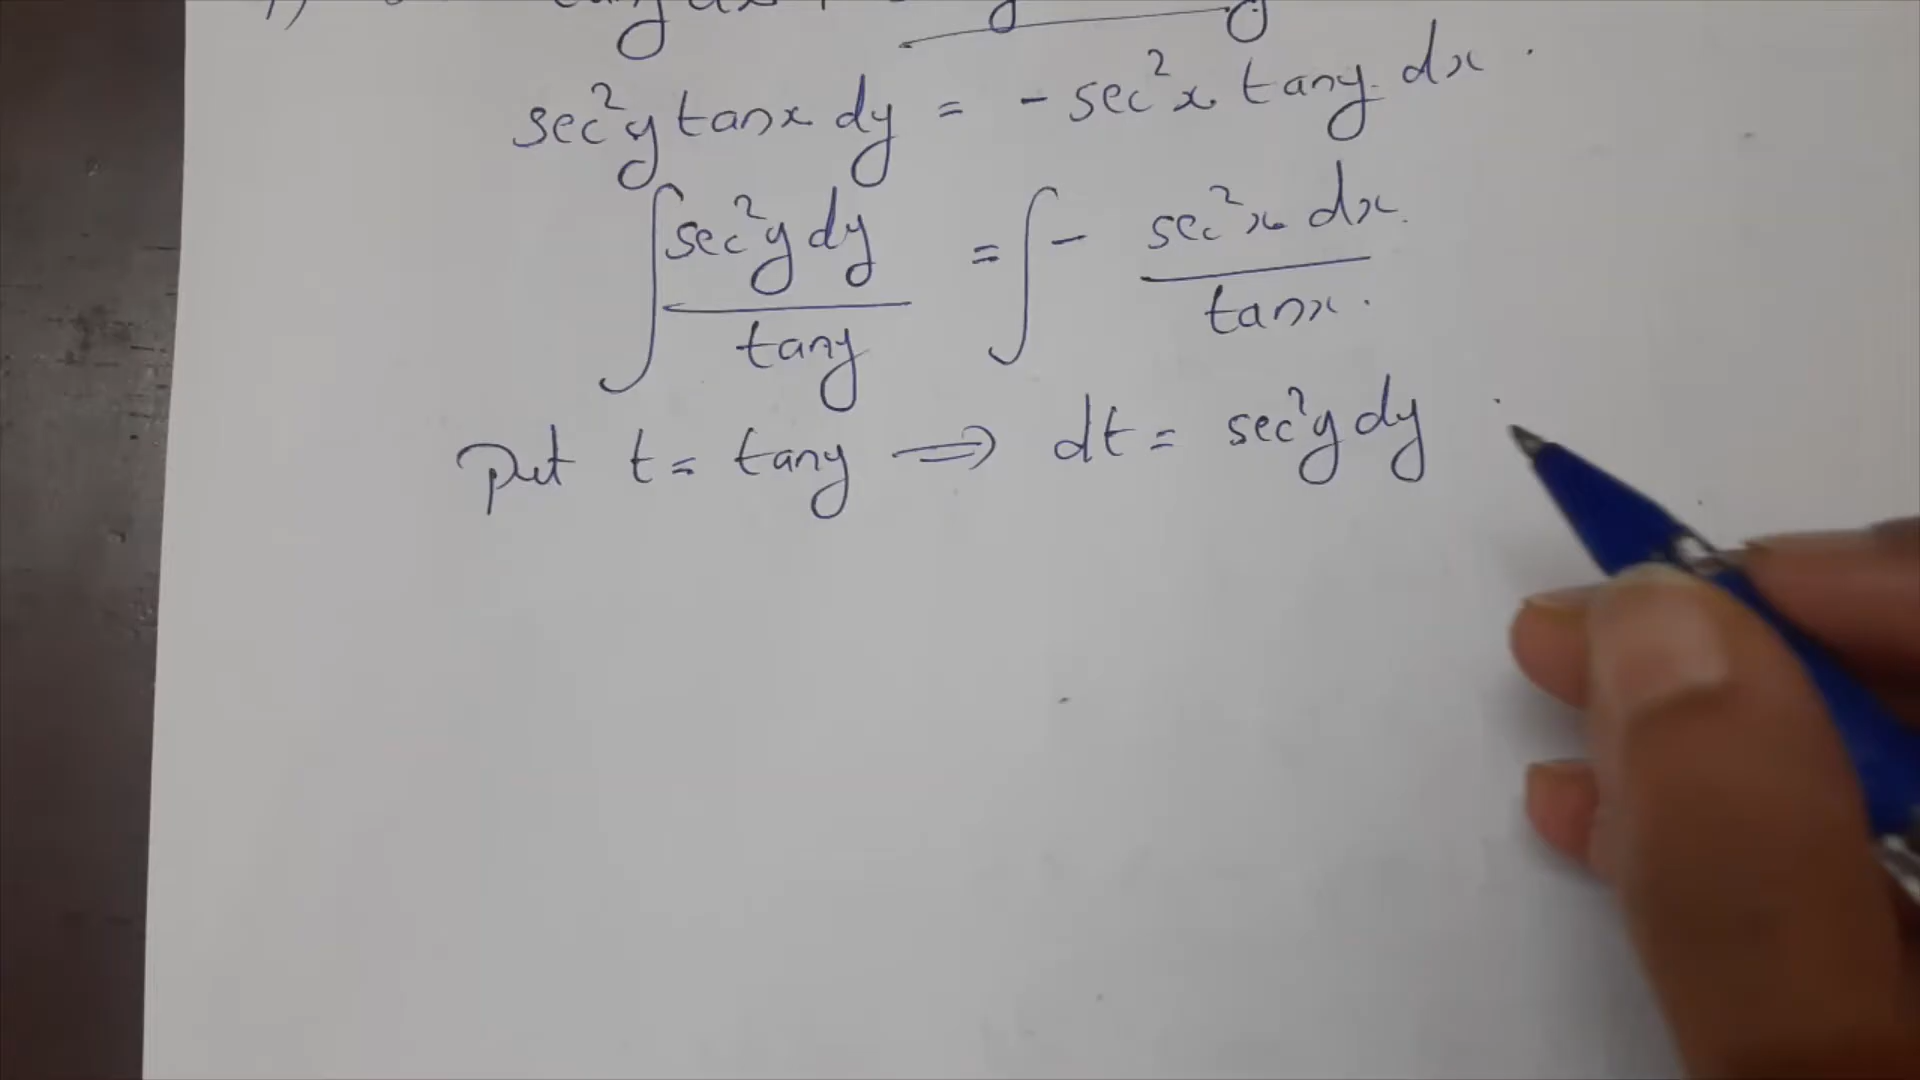 sec²y tanx dy = - sec²x tany dx .
∫ sec²y dy / tany = ∫ - sec²x dx / tanx .
Put t = tany ⇒ dt = sec²y dy